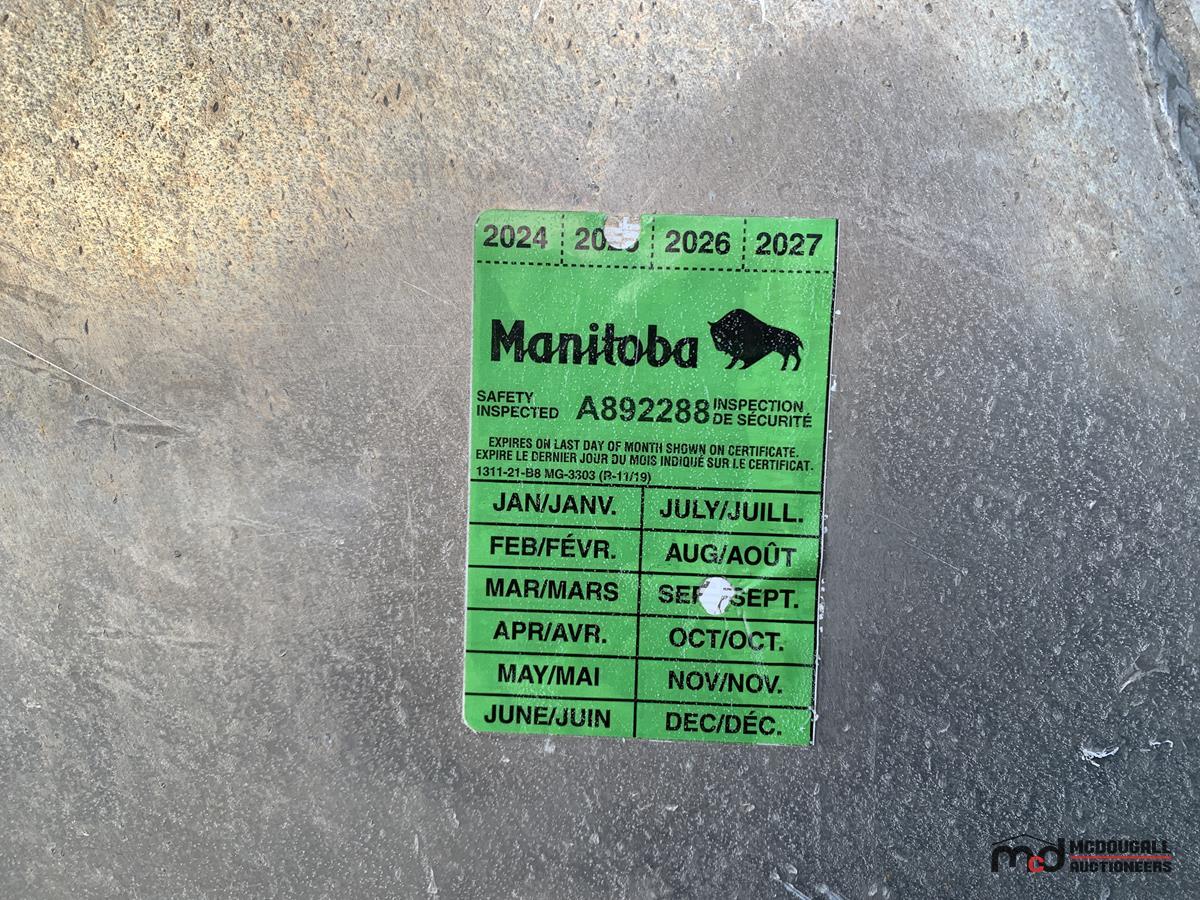 2024 2026 2027
Manitoba
SAFETY INSPECTED A892288 INSPECTION DE SÉCURITÉ
EXPIRES ON LAST DAY OF MONTH SHOWN ON CERTIFICATE.
EXPIRE LE DERNIER JOUR DU MOIS INDIQUÉ SUR LE CERTIFICAT.
1311-21-B8 MG-3303 (R-11/19)
JAN/JANV. JULY/JUILL.
FEB/FÉVR. AUG/AOÛT
MAR/MARS SEPT.
APR/AVR. OCT/OCT.
MAY/MAI NOV/NOV.
JUNE/JUIN DEC/DÉC.
mcd MCDOUGALL
AUCTIONEERS